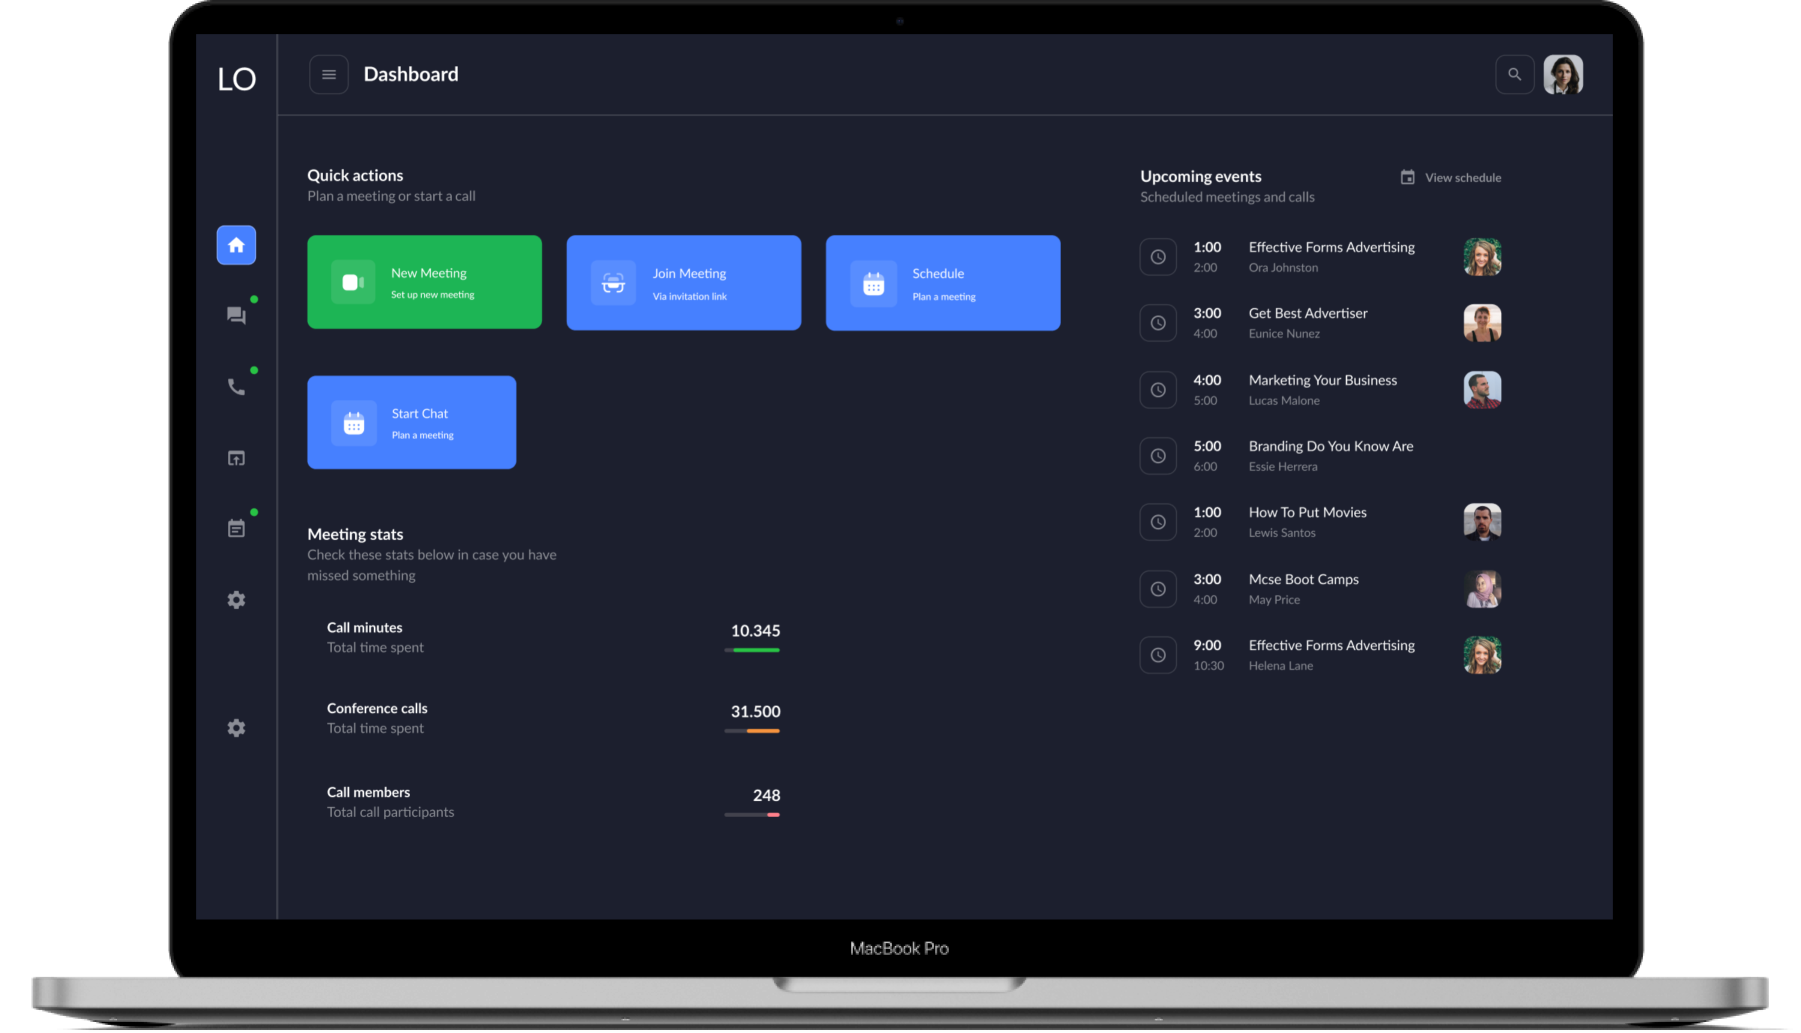 LO
Dashboard
Quick actions
Plan a meeting or start a call
New Meeting
Set up new meeting
Join Meeting
Via invitation link
Schedule
Plan a meeting
Start Chat
Plan a meeting
Meeting stats
Check these stats below in case you have
missed something
Call minutes
10.345
Total time spent
Conference calls
31.500
Total time spent
Call members
248
Total call participants
Upcoming events
View schedule
Scheduled meetings and calls
1:00 Effective Forms Advertising
2:00 Ora Johnston
3:00 Get Best Advertiser
4:00 Eunice Nunez
4:00 Marketing Your Business
5:00 Lucas Malone
5:00 Branding Do You Know Are
6:00 Essie Herrera
1:00 How To Put Movies
2:00 Lewis Santos
3:00 Mcse Boot Camps
4:00 May Price
9:00 Effective Forms Advertising
10:30 Helena Lane
MacBook Pro